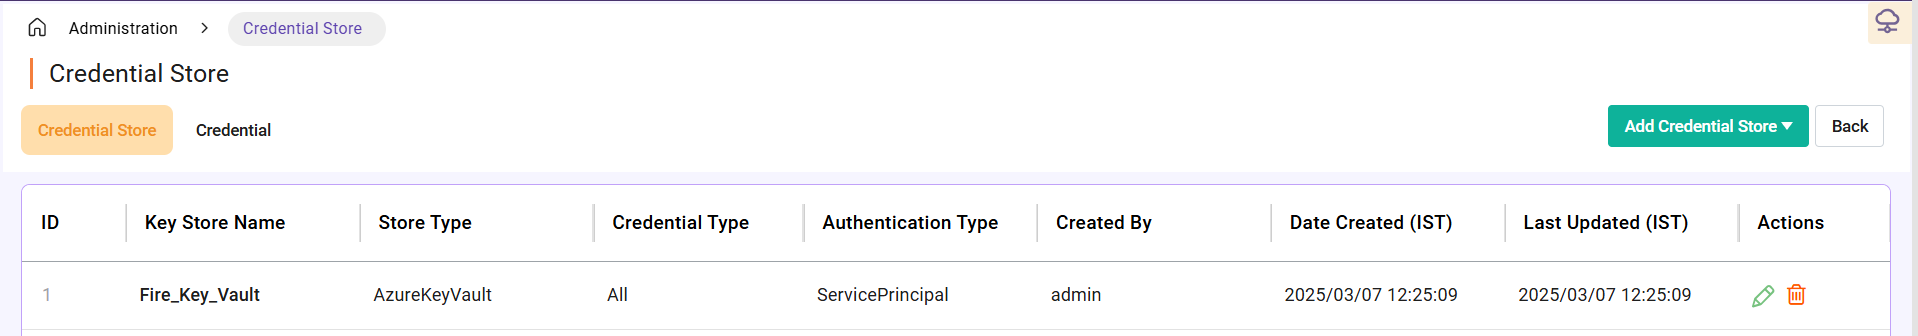 Administration > Credential Store
Credential Store
Credential Store Credential Add Credential Store Back
ID Key Store Name Store Type Credential Type Authentication Type Created By Date Created (IST) Last Updated (IST) Actions
1 Fire_Key_Vault AzureKeyVault All ServicePrincipal admin 2025/03/07 12:25:09 2025/03/07 12:25:09